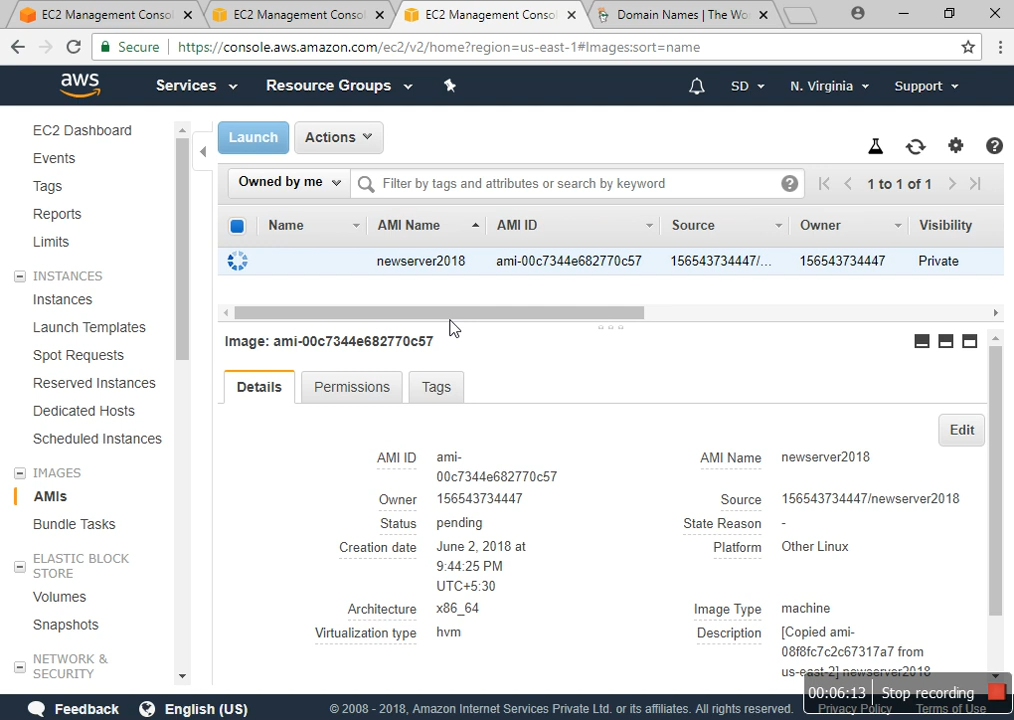 EC2 Management Conso
EC2 Management Conso
EC2 Management Conso
Domain Names | The Wo
Secure
https://console.aws.amazon.com/ec2/v2/home?region=us-east-1#Images:sort=name
aws
Services
Resource Groups
SD
N. Virginia
Support
EC2 Dashboard
Events
Tags
Reports
Limits
INSTANCES
Instances
Launch Templates
Spot Requests
Reserved Instances
Dedicated Hosts
Scheduled Instances
IMAGES
AMIs
Bundle Tasks
ELASTIC BLOCK
STORE
Volumes
Snapshots
NETWORK &
SECURITY
Launch
Actions
Owned by me
Filter by tags and attributes or search by keyword
1 to 1 of 1
Name
AMI Name
AMI ID
Source
Owner
Visibility
newserver2018
ami-00c7344e682770c57
156543734447/...
156543734447
Private
Image: ami-00c7344e682770c57
Details
Permissions
Tags
Edit
AMI ID
ami-
00c7344e682770c57
AMI Name
newserver2018
Owner
156543734447
Source
156543734447/newserver2018
Status
pending
State Reason
-
Creation date
June 2, 2018 at
9:44:25 PM
UTC+5:30
Platform
Other Linux
Architecture
x86_64
Image Type
machine
Virtualization type
hvm
Description
[Copied ami-
08f8fc7c2c67317a7 from
us-east-2] newserver2018
00:06:13
Stop recording
Feedback
English (US)
© 2008 - 2018, Amazon Internet Services Private Ltd. or its affiliates. All rights reserved.
Privacy Policy
Terms of Use